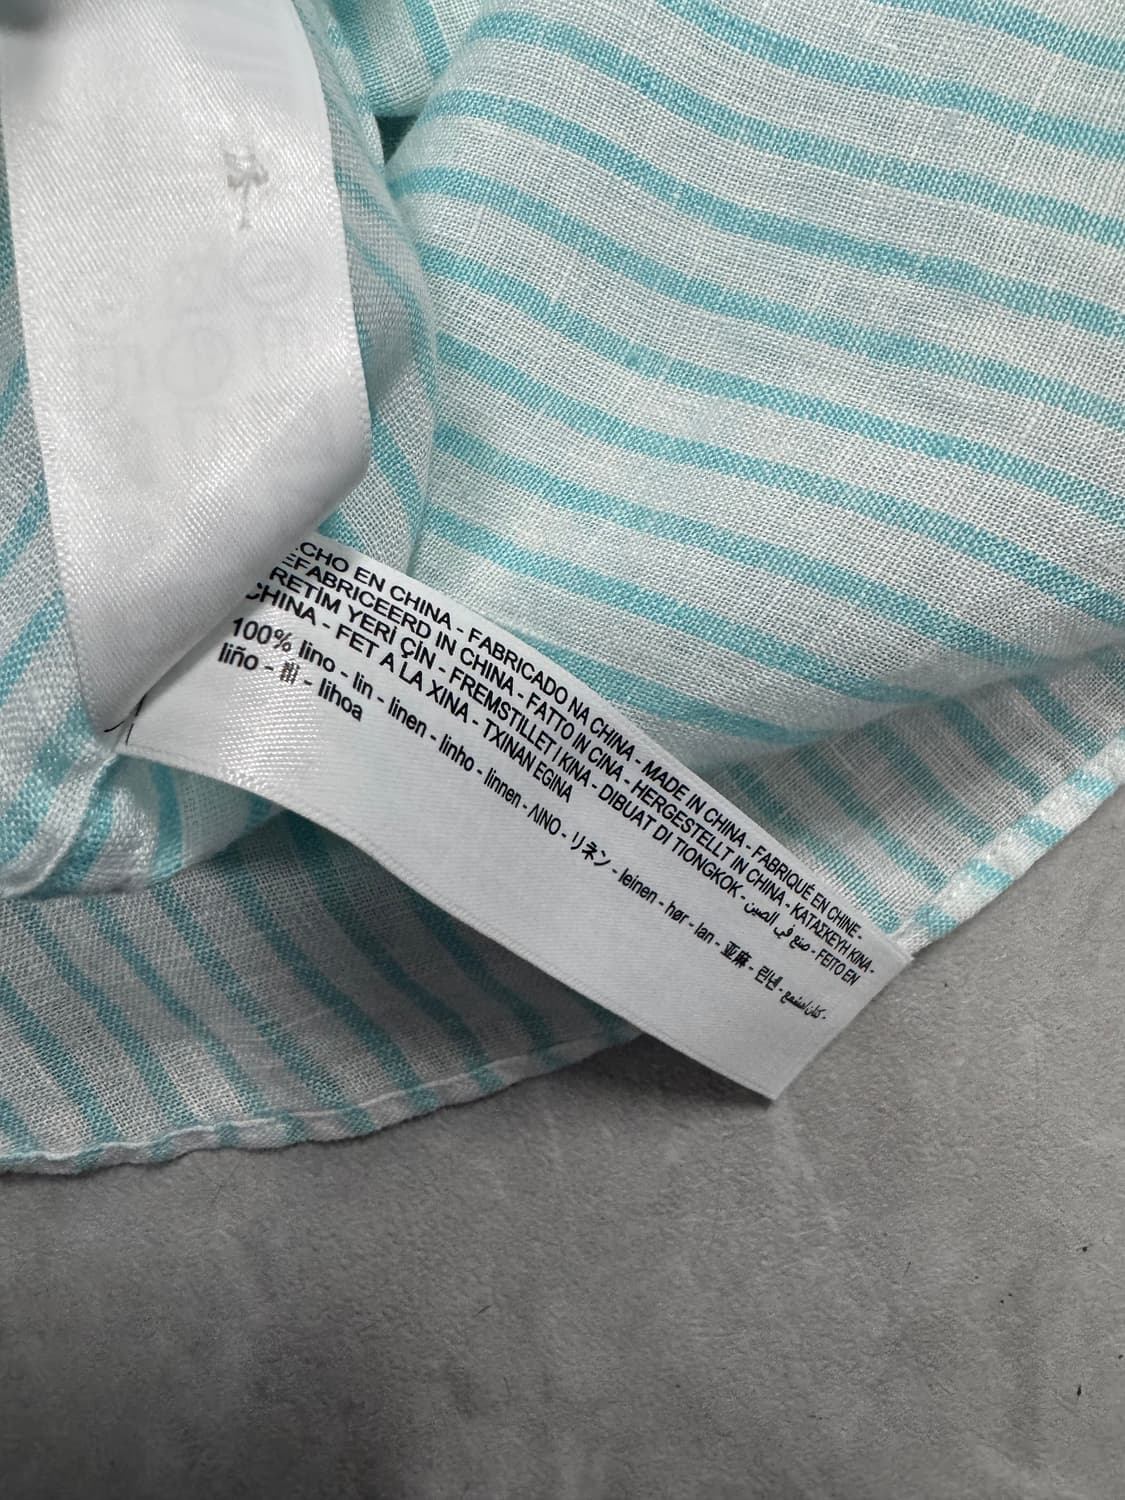 CHO EN CHINA - FABRICADO NA CHINA - MADE IN CHINA - FABRIQUÉ EN CHINE -
EFABRICEERD IN CHINA - FATTO IN CINA - HERGESTELLT IN CHINA - ΚΑΤΑΣΚΕΥΗ ΚΙΝΑ -
RETİM YERİ ÇİN - FREMSTILLET I KINA - DIBUAT DI TIONGKOK - صنع في الصين - FEITO EN
CHINA - FET A LA XINA - TXINAN EGINA
100% lino - lin - linen - linho - linnen - ΛΙΝΟ - リネン - leinen - hør - lan - 亚麻 - 린넨 - كتان/مشمع -
liño - - lihoa